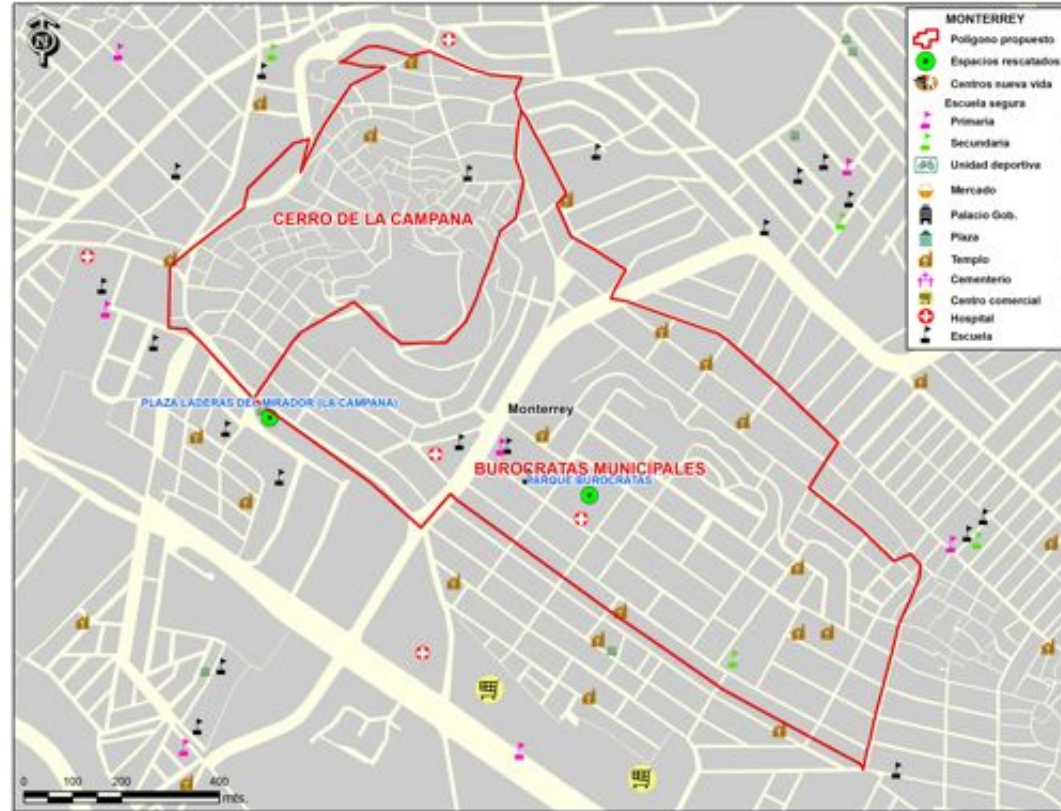 N
MONTERREY
Polígono propuesto
Espacios rescatados
Centros nueva vida
Escuela segura
Primaria
Secundaria
Unidad deportiva
Mercado
Palacio Gob.
Plaza
Templo
Cementerio
Centro comercial
Hospital
Escuela
CERRO DE LA CAMPANA
PLAZA LADERAS DEL MIRADOR (LA CAMPANA)
Monterrey
BUROCRATAS MUNICIPALES
PARQUE BUROCRATAS
0 100 200 400
mts.